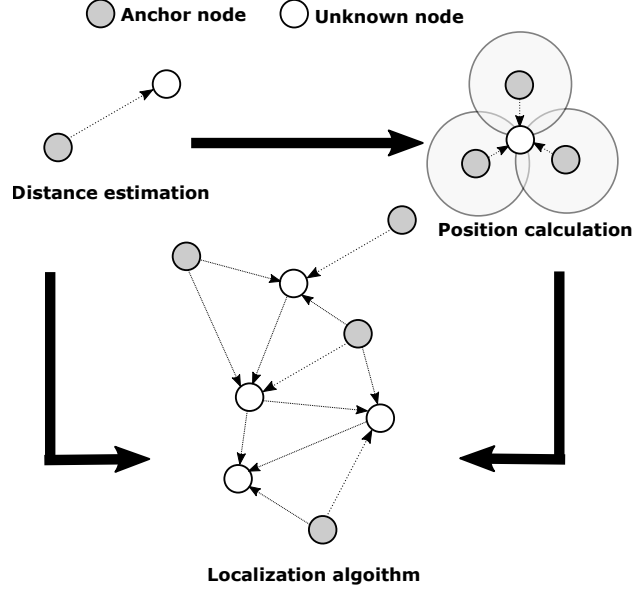 Anchor node
Unknown node
Distance estimation
Position calculation
Localization algoithm